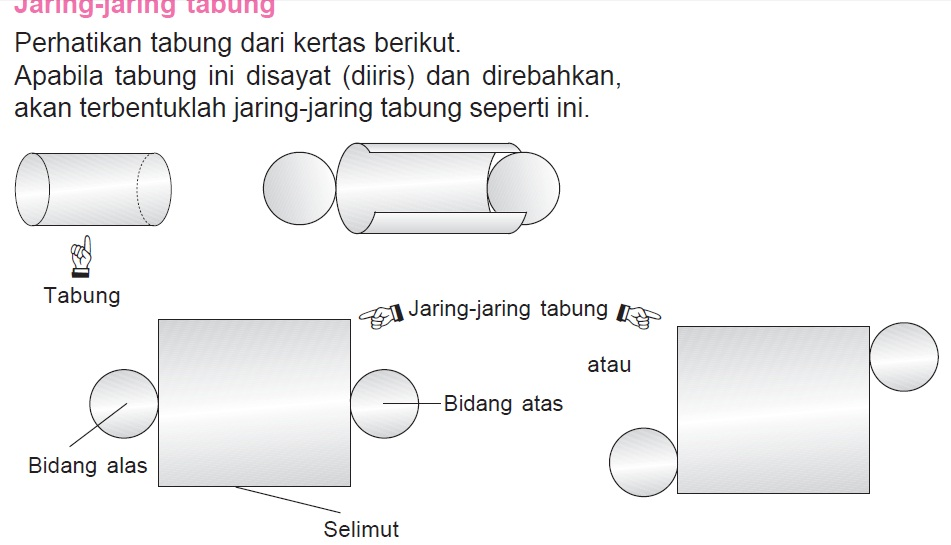 Jaring-jaring tabung
Perhatikan tabung dari kertas berikut.
Apabila tabung ini disayat (diiris) dan direbahkan,
akan terbentuklah jaring-jaring tabung seperti ini.
Tabung
Jaring-jaring tabung
atau
Bidang atas
Bidang alas
Selimut